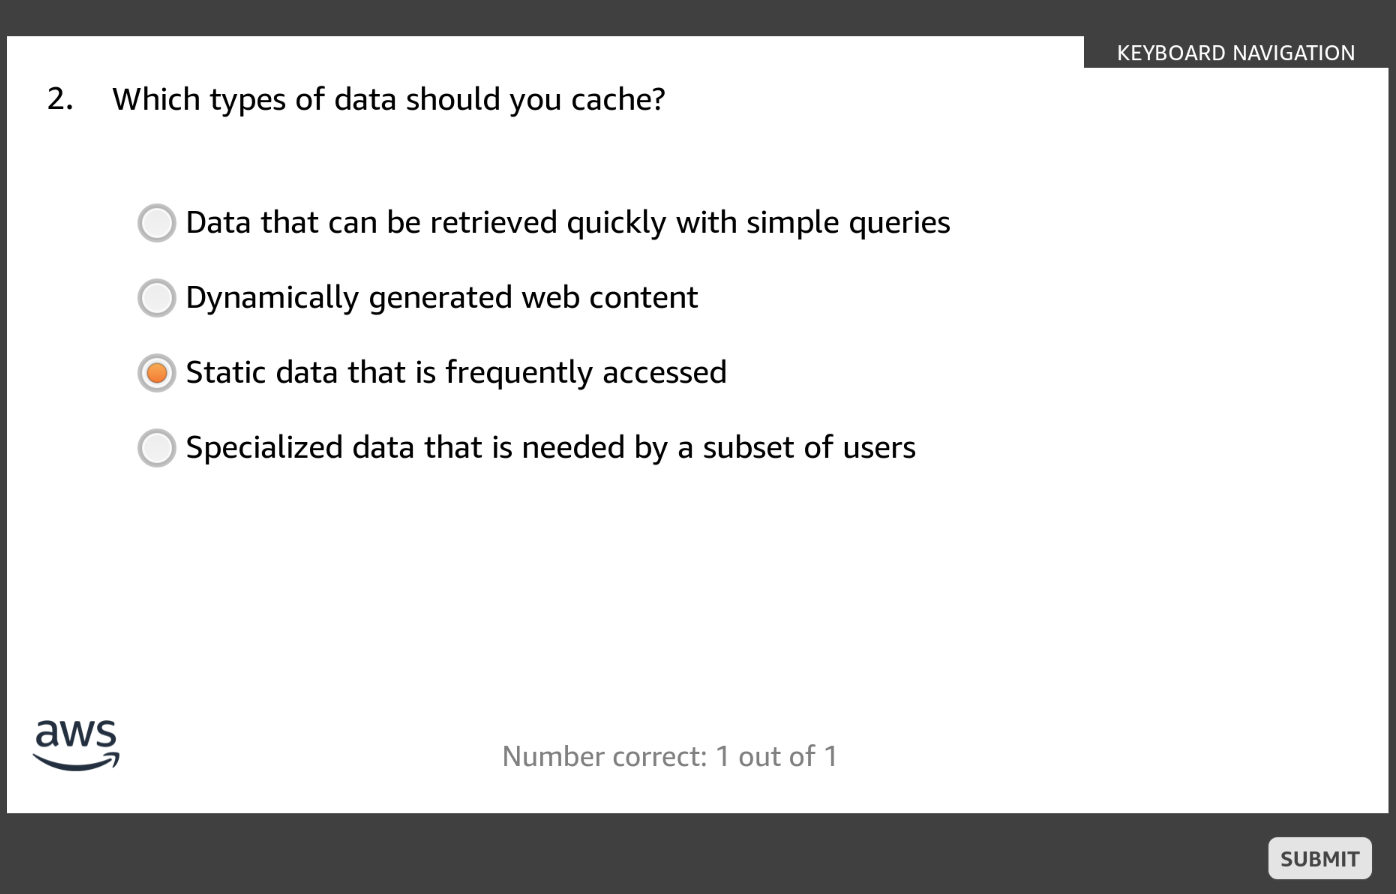 KEYBOARD NAVIGATION
2. Which types of data should you cache?
Data that can be retrieved quickly with simple queries
Dynamically generated web content
Static data that is frequently accessed
Specialized data that is needed by a subset of users
aws
Number correct: 1 out of 1
SUBMIT